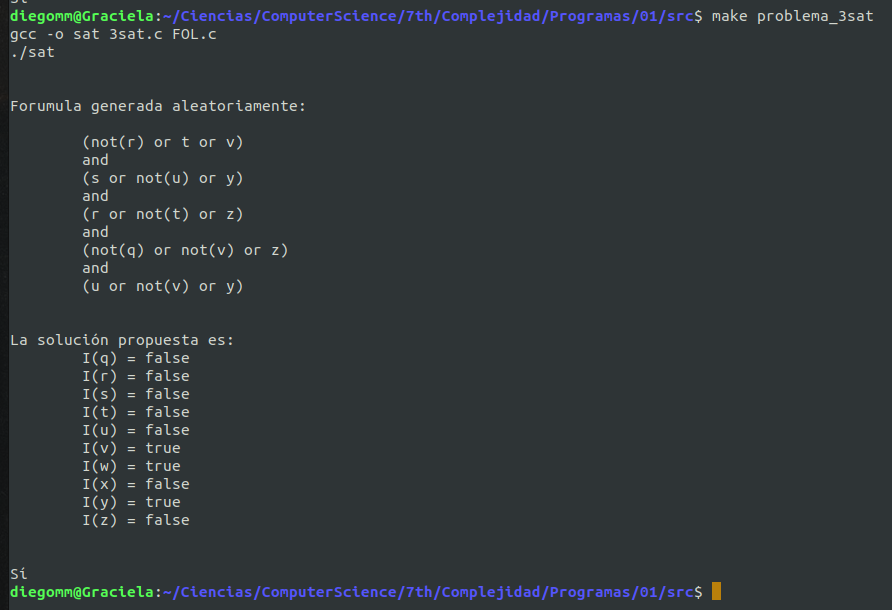 diegomm@Graciela:~/Ciencias/ComputerScience/7th/Complejidad/Programas/01/src$ make problema_3sat
gcc -o sat 3sat.c FOL.c
./sat
Forumula generada aleatoriamente:
(not(r) or t or v)
and
(s or not(u) or y)
and
(r or not(t) or z)
and
(not(q) or not(v) or z)
and
(u or not(v) or y)
La solución propuesta es:
I(q) = false
I(r) = false
I(s) = false
I(t) = false
I(u) = false
I(v) = true
I(w) = true
I(x) = false
I(y) = true
I(z) = false
Sí
diegomm@Graciela:~/Ciencias/ComputerScience/7th/Complejidad/Programas/01/src$